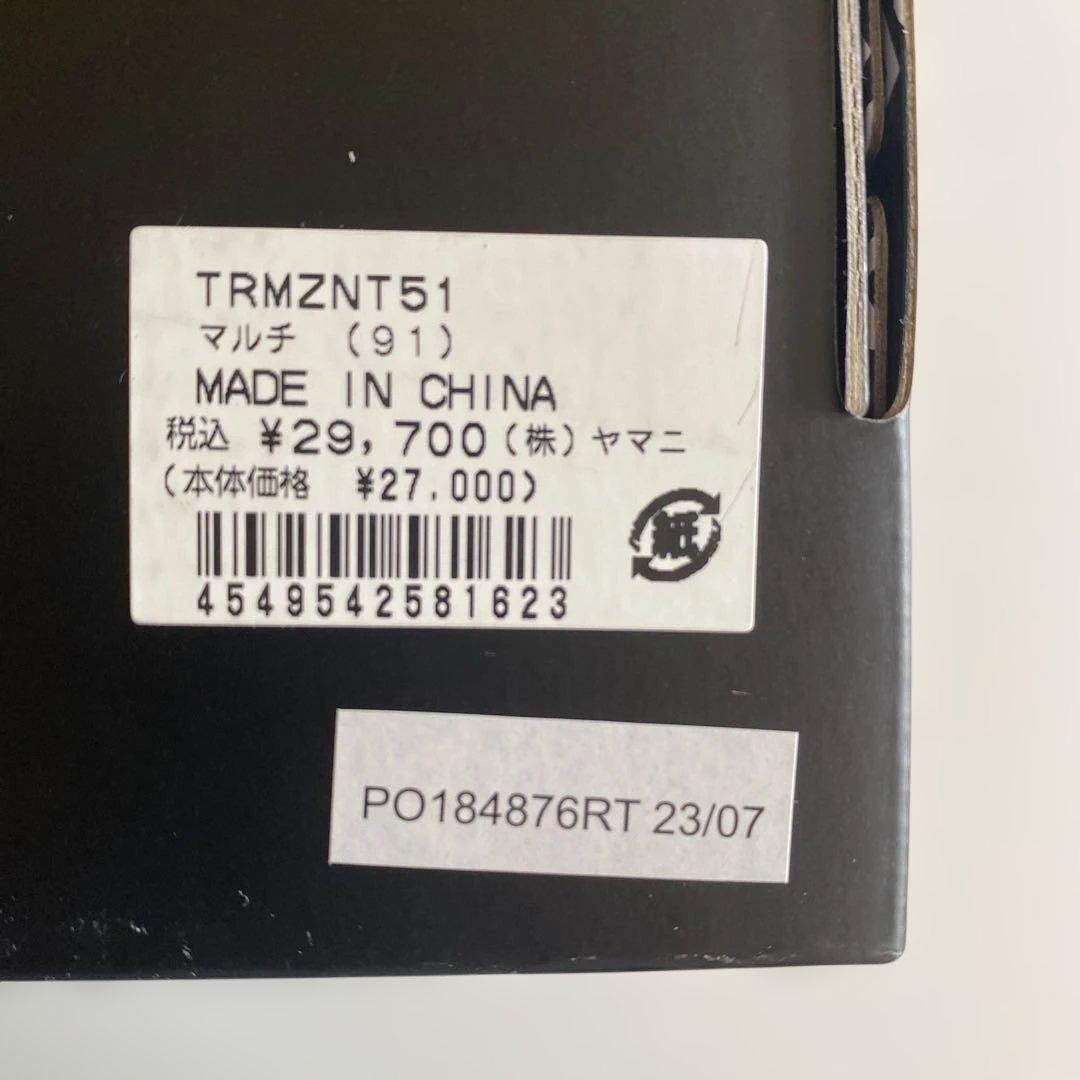 TRMZNT51
マルチ （91）
MADE IN CHINA
税込 ¥29,700（株）ヤマニ
（本体価格 ¥27,000）
紙
4549542581623
PO184876RT 23/07